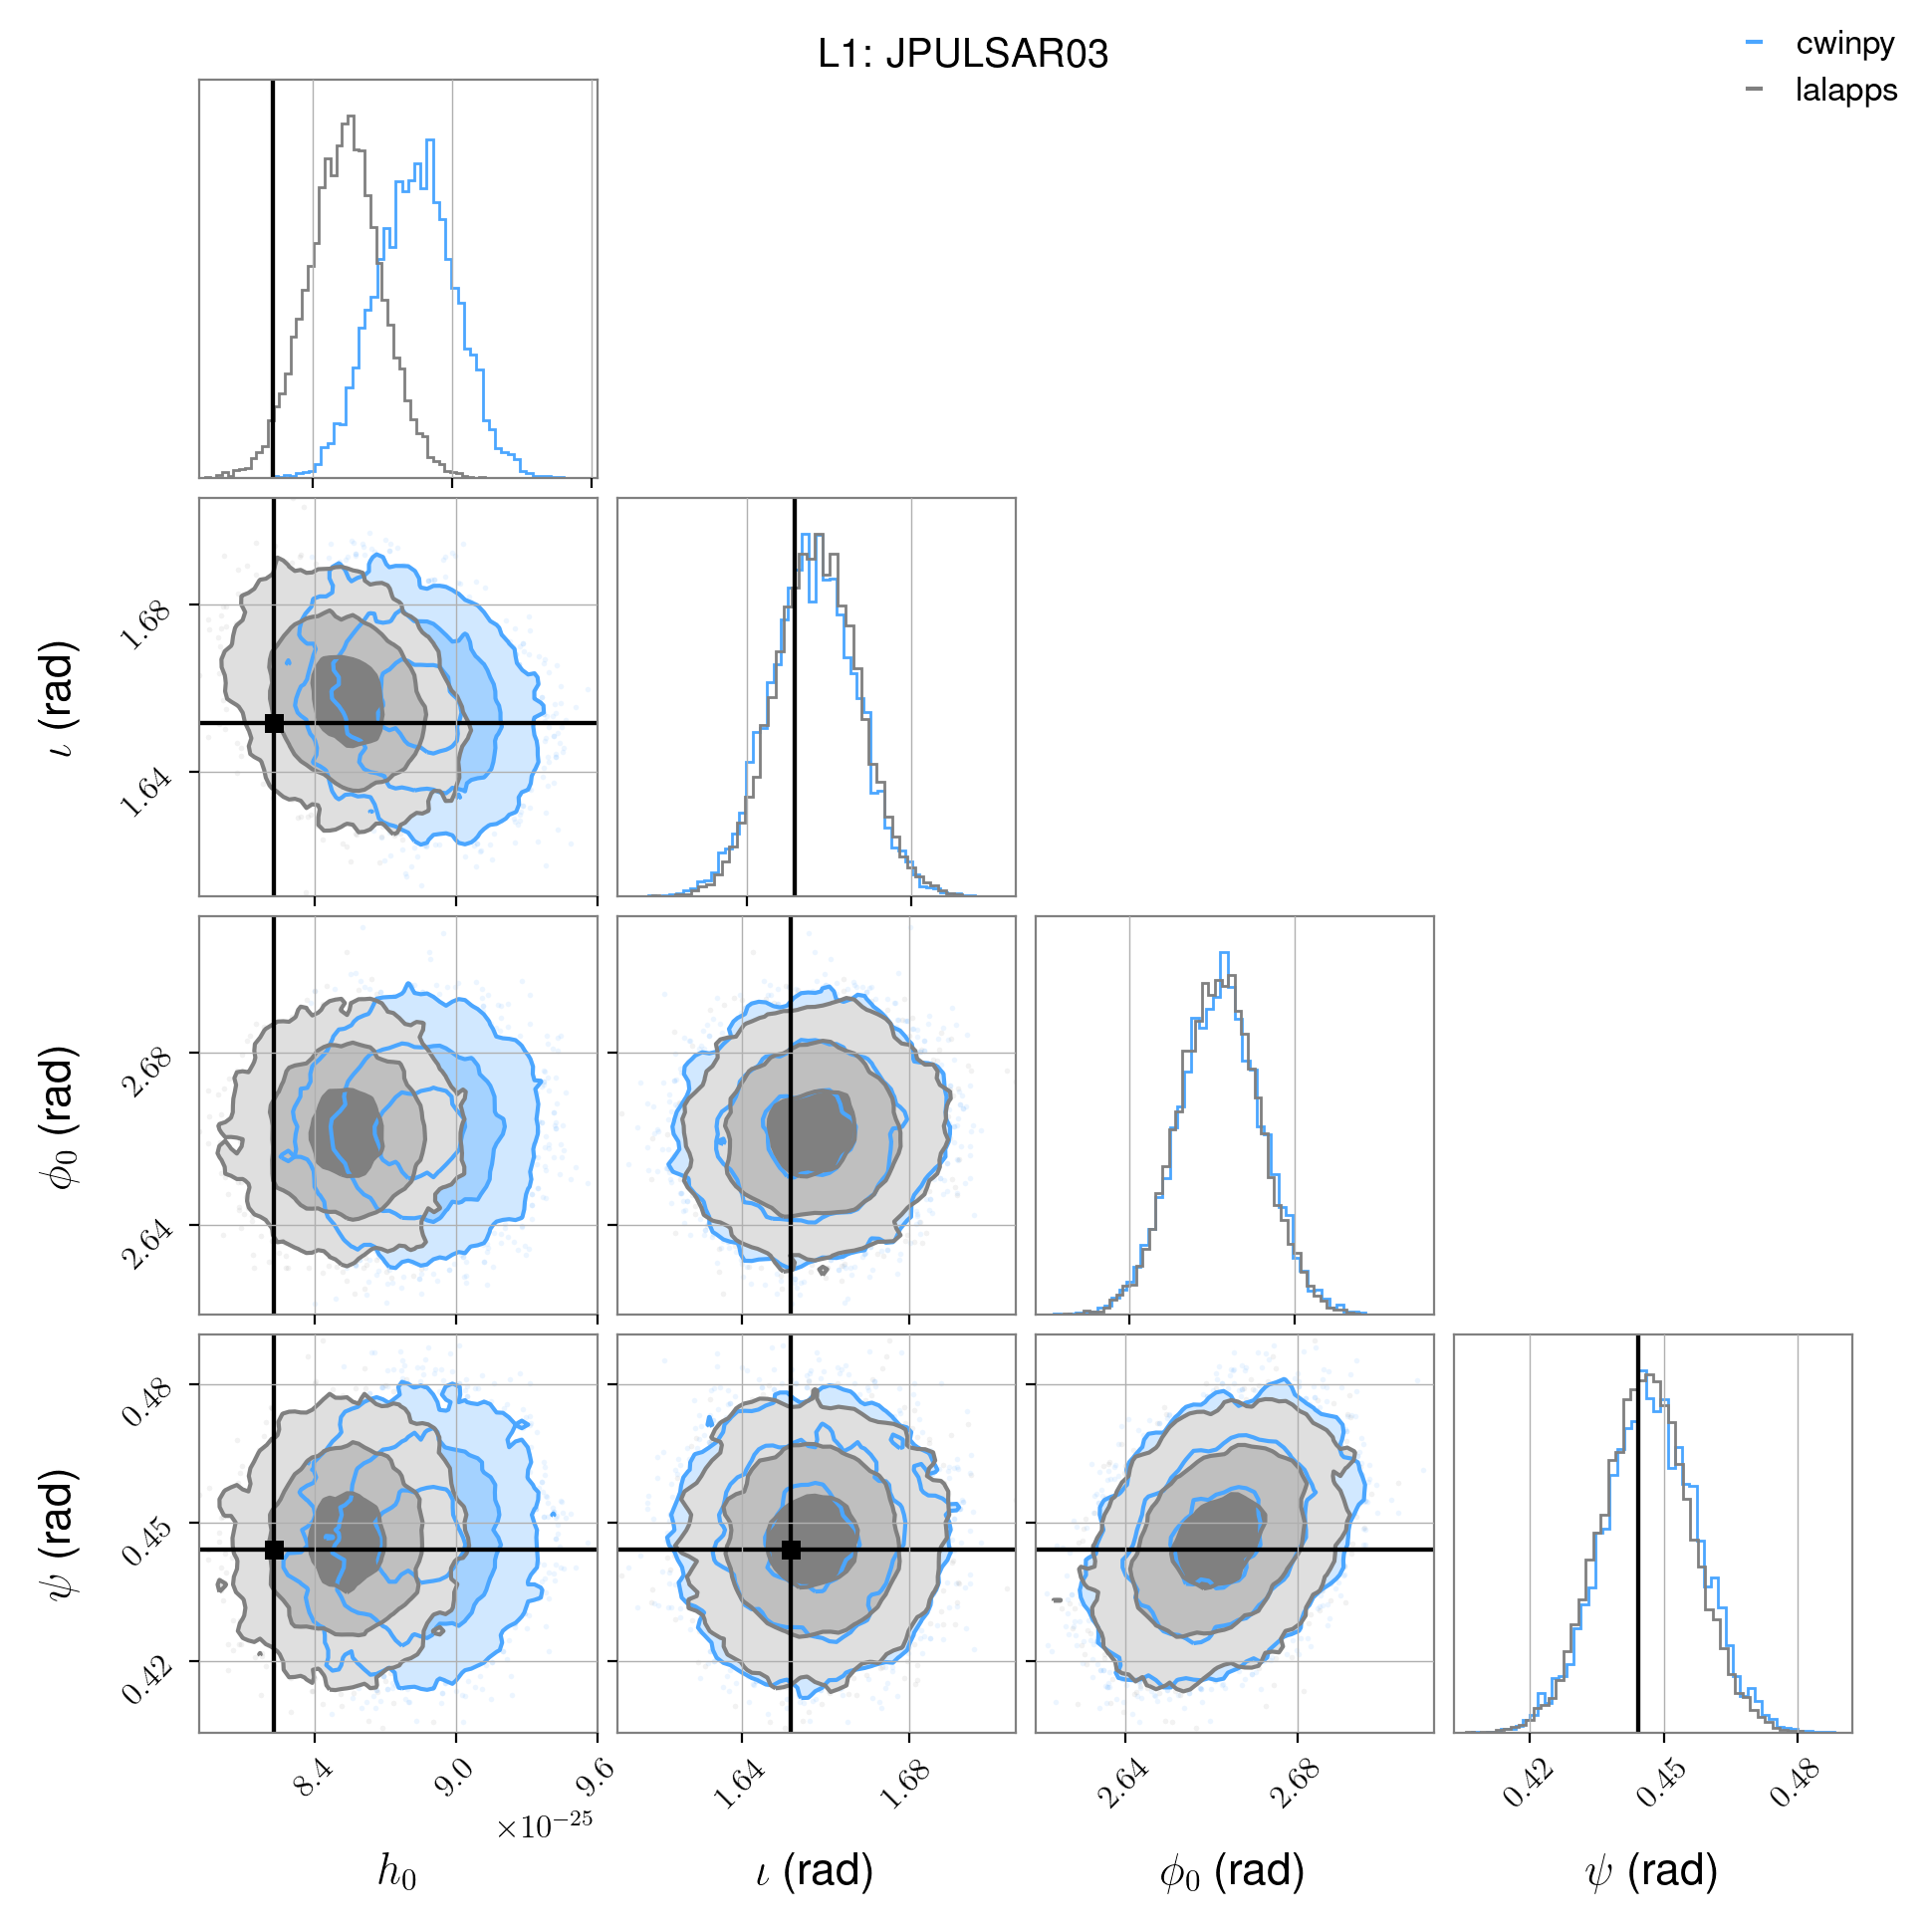 L1: JPULSAR03
cwinpy
lalapps
ι (rad)
1.68
1.64
ϕ₀ (rad)
2.68
2.64
ψ (rad)
0.48
0.45
0.42
8.4 9.0 9.6 1.64 1.68 2.64 2.68 0.42 0.45 0.48
×10⁻²⁵
h₀ ι (rad) ϕ₀ (rad) ψ (rad)